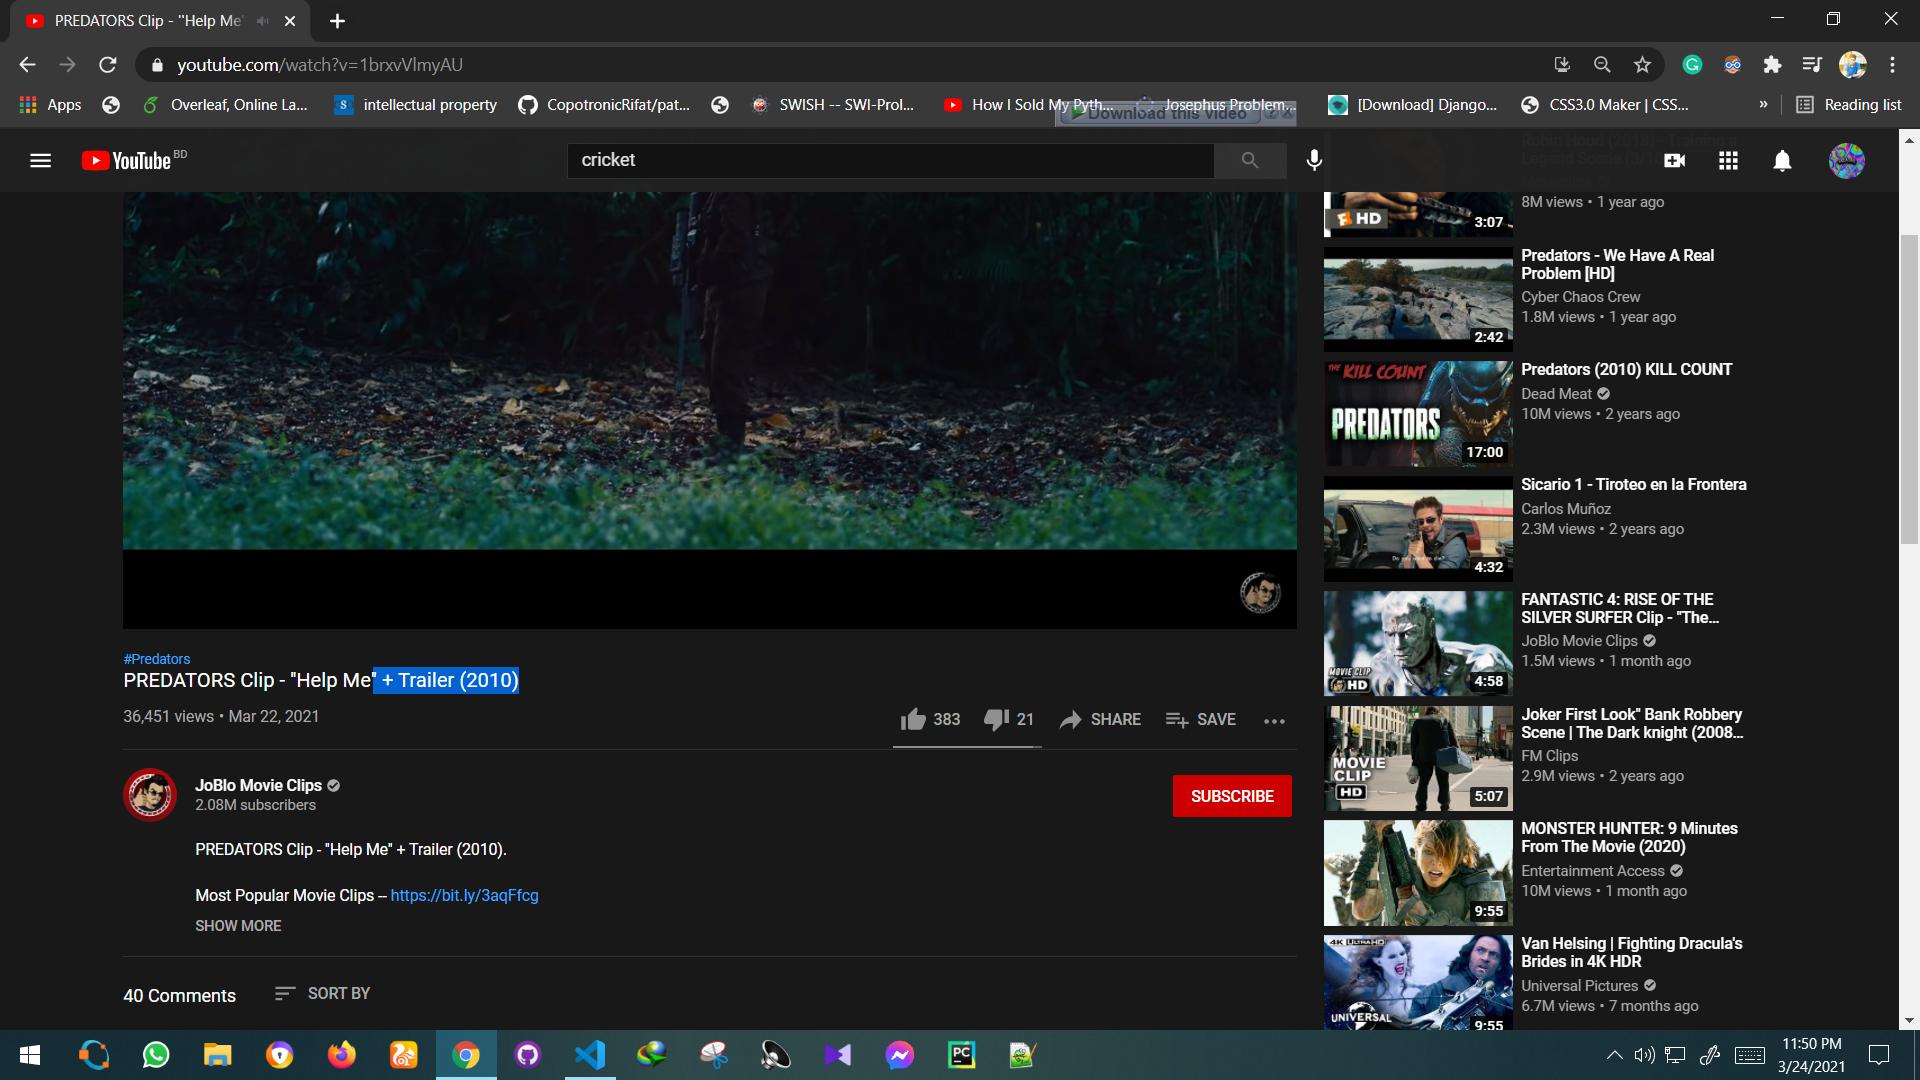 PREDATORS Clip - "Help Me"
youtube.com/watch?v=1brxvVlmyAU
Apps
Overleaf, Online La...
intellectual property
CopotronicRifat/pat...
SWISH -- SWI-Prol...
How I Sold My Pyth...
Josephus Problem...
[Download] Django...
CSS3.0 Maker | CSS...
»
Reading list
Download this video
YouTube BD
cricket
Robin Hood (2018) - Training a
Legend Scene (3/
8M views • 1 year ago
HD
3:07
Predators - We Have A Real
Problem [HD]
Cyber Chaos Crew
1.8M views • 1 year ago
2:42
THE KILL COUNT
PREDATORS
17:00
Predators (2010) KILL COUNT
Dead Meat
10M views • 2 years ago
Sicario 1 - Tiroteo en la Frontera
Carlos Muñoz
2.3M views • 2 years ago
4:32
FANTASTIC 4: RISE OF THE
SILVER SURFER Clip - "The...
JoBlo Movie Clips
1.5M views • 1 month ago
MOVIE CLIP
HD
4:58
Joker First Look" Bank Robbery
Scene | The Dark knight (2008...
FM Clips
2.9M views • 2 years ago
MOVIE
CLIP
HD
5:07
MONSTER HUNTER: 9 Minutes
From The Movie (2020)
Entertainment Access
10M views • 1 month ago
9:55
Van Helsing | Fighting Dracula's
Brides in 4K HDR
Universal Pictures
6.7M views • 7 months ago
4K ULTRAHD
UNIVERSAL
9:55
#Predators
PREDATORS Clip - "Help Me" + Trailer (2010)
36,451 views • Mar 22, 2021
383
21
SHARE
SAVE
JoBlo Movie Clips
2.08M subscribers
SUBSCRIBE
PREDATORS Clip - "Help Me" + Trailer (2010).
Most Popular Movie Clips -- https://bit.ly/3aqFfcg
SHOW MORE
40 Comments
SORT BY
PC
11:50 PM
3/24/2021